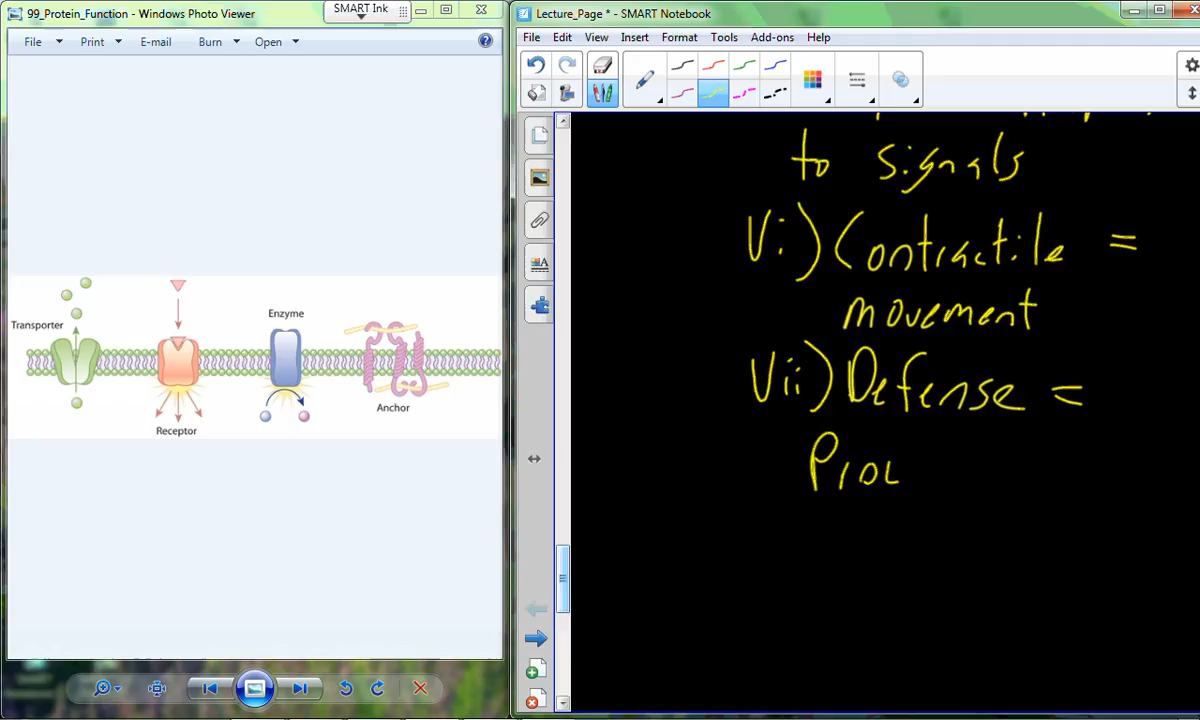 99_Protein_Function - Windows Photo Viewer
SMART Ink
File Print E-mail Burn Open
Transporter
Receptor
Enzyme
Anchor
Lecture_Page * - SMART Notebook
File Edit View Insert Format Tools Add-ons Help
to signals
Vi) Contractile =
movement
Vii) Defense =